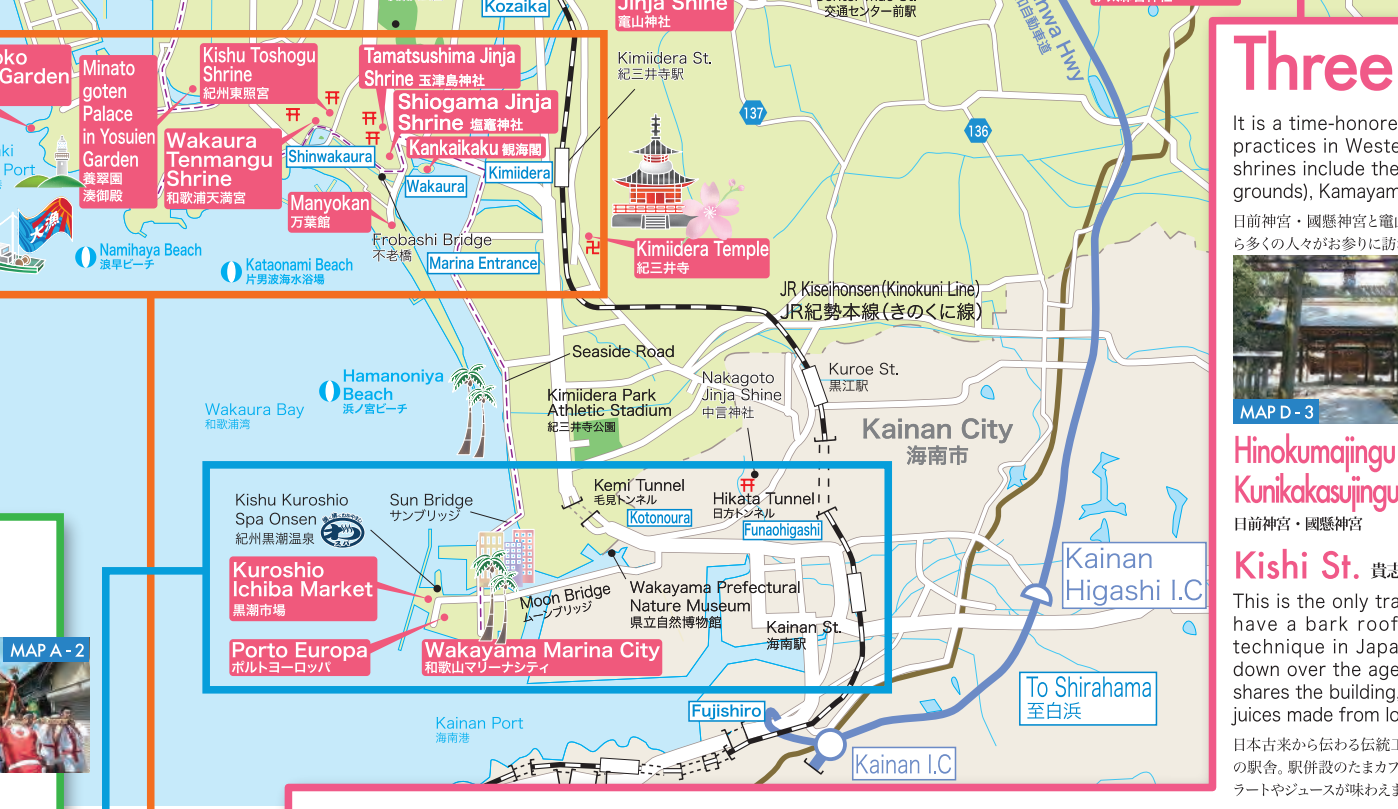 Kozaika
Jinja Shrine
竈山神社
交通センター前駅
mwa Hwy
和自動車道
oko
Garden
Minato
goten
Palace
in Yosuien
Garden
養翠園
湊御殿
Kishu Toshogu
Shrine
紀州東照宮
Tamatsushima Jinja
Shrine 玉津島神社
Shiogama Jinja
Shrine 塩竈神社
Kankaikaku 観海閣
Wakaura
Tenmangu
Shrine
和歌浦天満宮
Shinwakaura
Wakaura
Kimiidera
Manyokan
万葉館
Kimiidera St.
紀三井寺駅
137
136
aki
Port
大漁
Namihaya Beach
浪早ビーチ
Kataonami Beach
片男波海水浴場
Frobashi Bridge
不老橋
Marina Entrance
Kimiidera Temple
紀三井寺
JR Kiseihonsen(Kinokuni Line)
JR紀勢本線(きのくに線)
Seaside Road
Hamanoniya
Beach
浜ノ宮ビーチ
Wakaura Bay
和歌浦湾
Kimiidera Park
Athletic Stadium
紀三井寺公園
Nakagoto
Jinja Shine
中言神社
Kuroe St.
黒江駅
Kainan City
海南市
Kishu Kuroshio
Spa Onsen
紀州黒潮温泉
Sun Bridge
サンブリッジ
Kemi Tunnel
毛見トンネル
Kotonoura
Hikata Tunnel
日方トンネル
Funaohigashi
Kuroshio
Ichiba Market
黒潮市場
Porto Europa
ポルトヨーロッパ
Moon Bridge
ムーンブリッジ
Wakayama Marina City
和歌山マリーナシティ
Wakayama Prefectural
Nature Museum
県立自然博物館
Kainan St.
海南駅
Kainan
Higashi I.C
To Shirahama
至白浜
Fujishiro
Kainan Port
海南港
Kainan I.C
MAP A - 2
Three
It is a time-honore
practices in Weste
shrines include the
grounds), Kamayam
日前神宮・國懸神宮と竈山
ら多くの人々がお参りに訪
MAP D - 3
Hinokumajingu
Kunikakasujingu
日前神宮・國懸神宮
Kishi St. 貴志
This is the only tra
have a bark roof
technique in Japa
down over the age
shares the building,
juices made from lo
日本古来から伝わる伝統工
の駅舎。駅併設のたまカフ
ラートやジュースが味わえま